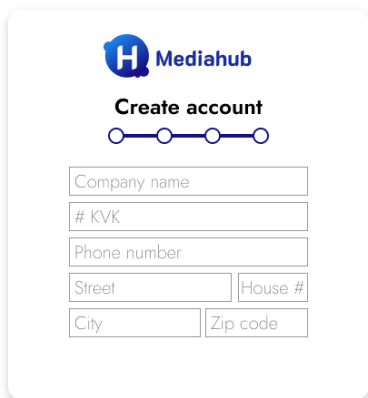 H Mediahub
Create account
Company name
# KVK
Phone number
Street House #
City Zip code